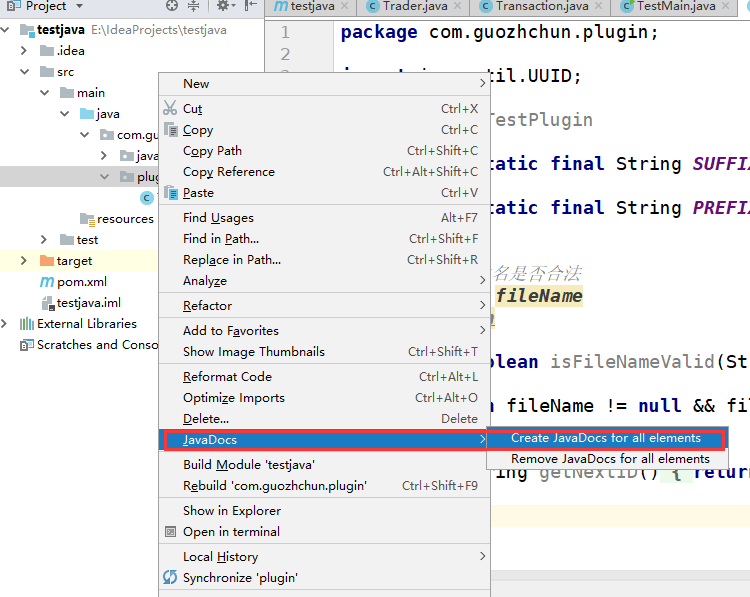 Project
testjava
Trader.java
Transaction.java
TestMain.java
testjava E:\IdeaProjects\testjava
.idea
src
main
java
com.gu
java
plug
resources
test
target
pom.xml
testjava.iml
External Libraries
Scratches and Conso
New
Cut Ctrl+X
Copy Ctrl+C
Copy Path Ctrl+Shift+C
Copy Reference Ctrl+Alt+Shift+C
Paste Ctrl+V
Find Usages Alt+F7
Find in Path... Ctrl+Shift+F
Replace in Path... Ctrl+Shift+R
Analyze
Refactor
Add to Favorites
Show Image Thumbnails Ctrl+Shift+T
Reformat Code Ctrl+Alt+L
Optimize Imports Ctrl+Alt+O
Delete... Delete
JavaDocs
Build Module 'testjava'
Rebuild 'com.guozhchun.plugin' Ctrl+Shift+F9
Show in Explorer
Open in terminal
Local History
Synchronize 'plugin'
Create JavaDocs for all elements
Remove JavaDocs for all elements
1 package com.guozhchun.plugin;
2
til.UUID;
TestPlugin
tatic final String SUFFIX
tatic final String PREFIX
名是否合法
fileName
olean isFileNameValid(St
n fileName != null && fil
ing getNextID() { return